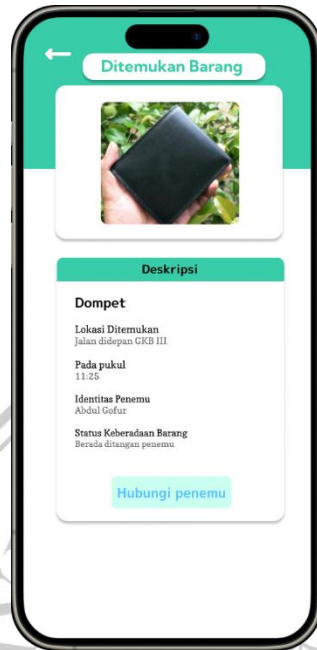 Ditemukan Barang
Deskripsi
Dompet
Lokasi Ditemukan
Jalan didepan GKB III
Pada pukul
11:25
Identitas Penemu
Abdul Gofur
Status Keberadaan Barang
Berada ditangan penemu
Hubungi penemu